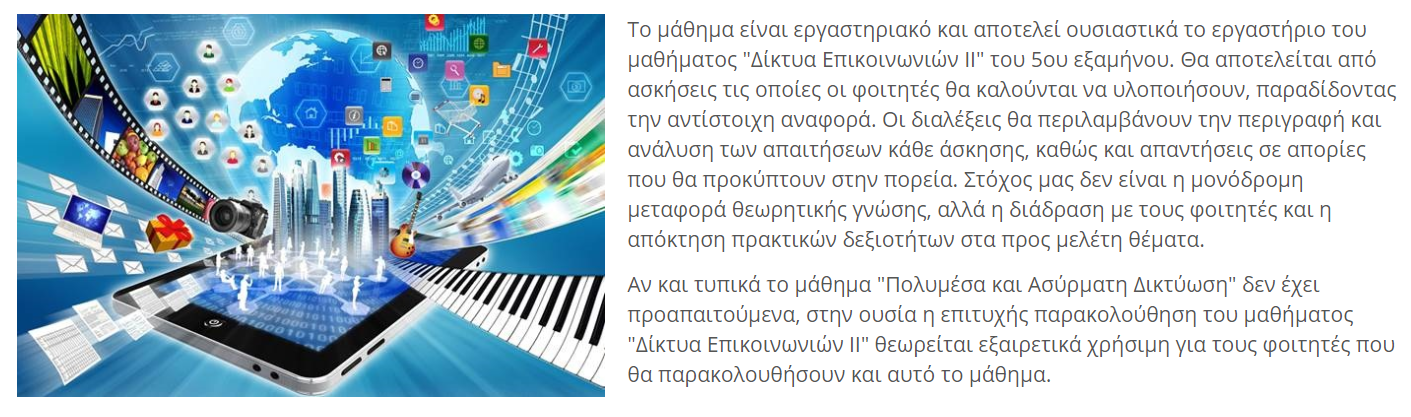 Το μάθημα είναι εργαστηριακό και αποτελεί ουσιαστικά το εργαστήριο του
μαθήματος "Δίκτυα Επικοινωνιών ΙΙ" του 5ου εξαμήνου. Θα αποτελείται από
ασκήσεις τις οποίες οι φοιτητές θα καλούνται να υλοποιήσουν, παραδίδοντας
την αντίστοιχη αναφορά. Οι διαλέξεις θα περιλαμβάνουν την περιγραφή και
ανάλυση των απαιτήσεων κάθε άσκησης, καθώς και απαντήσεις σε απορίες
που θα προκύπτουν στην πορεία. Στόχος μας δεν είναι η μονόδρομη
μεταφορά θεωρητικής γνώσης, αλλά η διάδραση με τους φοιτητές και η
απόκτηση πρακτικών δεξιοτήτων στα προς μελέτη θέματα.
Αν και τυπικά το μάθημα "Πολυμέσα και Ασύρματη Δικτύωση" δεν έχει
προαπαιτούμενα, στην ουσία η επιτυχής παρακολούθηση του μαθήματος
"Δίκτυα Επικοινωνιών ΙΙ" θεωρείται εξαιρετικά χρήσιμη για τους φοιτητές που
θα παρακολουθήσουν και αυτό το μάθημα.